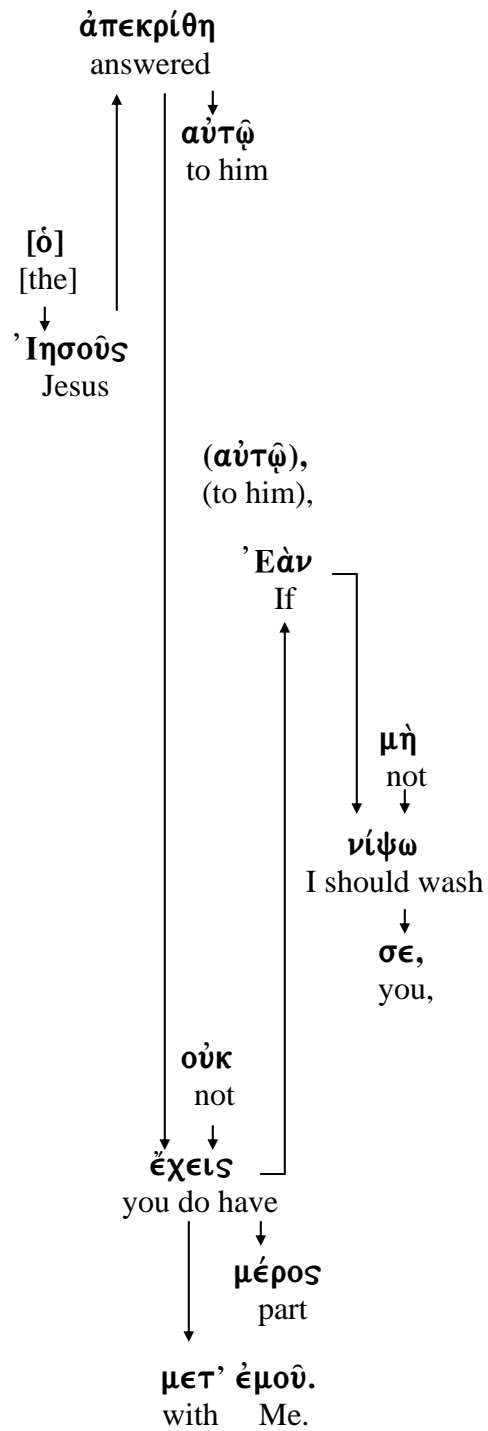 ἀπεκρίθη
answered
αὐτῷ
to him
[ὁ]
[the]
Ἰησοῦς
Jesus
(αὐτῷ),
(to him),
Ἐὰν
If
μὴ
not
νίψω
I should wash
σε,
you,
οὐκ
not
ἔχεις
you do have
μέρος
part
μετ’ ἐμοῦ.
with Me.